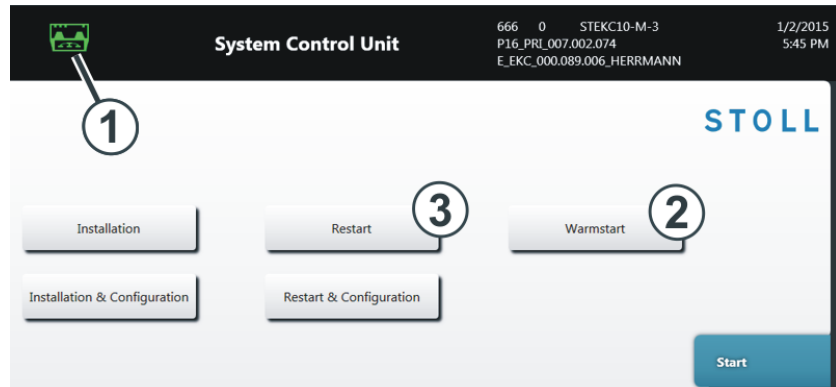 System Control Unit
666 0 STEKC10-M-3
P16_PRI_007.002.074
E_EKC_000.089.006_HERRMANN
1/2/2015
5:45 PM
1
STOLL
Installation
Restart
3
Warmstart
2
Installation & Configuration
Restart & Configuration
Start